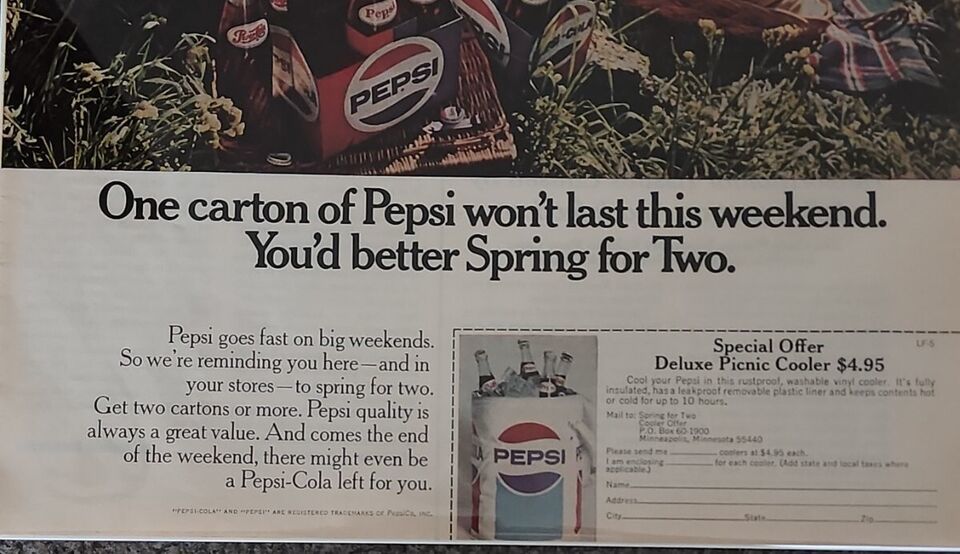 Pepsi
PEPSI
One carton of Pepsi won't last this weekend.
You'd better Spring for Two.
Pepsi goes fast on big weekends.
So we're reminding you here—and in
your stores—to spring for two.
Get two cartons or more. Pepsi quality is
always a great value. And comes the end
of the weekend, there might even be
a Pepsi-Cola left for you.
"PEPSI-COLA" AND "PEPSI" ARE REGISTERED TRADEMARKS OF PepsiCo, INC.
PEPSI
LF-5
Special Offer
Deluxe Picnic Cooler $4.95
Cool your Pepsi in this rustproof, washable vinyl cooler. It's fully
insulated, has a leakproof removable plastic liner and keeps contents hot
or cold for up to 10 hours.
Mail to: Spring for Two
Cooler Offer
P.O. Box 60-1900
Minneapolis, Minnesota 55440
Please send me ________ coolers at $4.95 each.
I am enclosing ________ for each cooler. (Add state and local taxes where
applicable.)
Name
Address
City State Zip